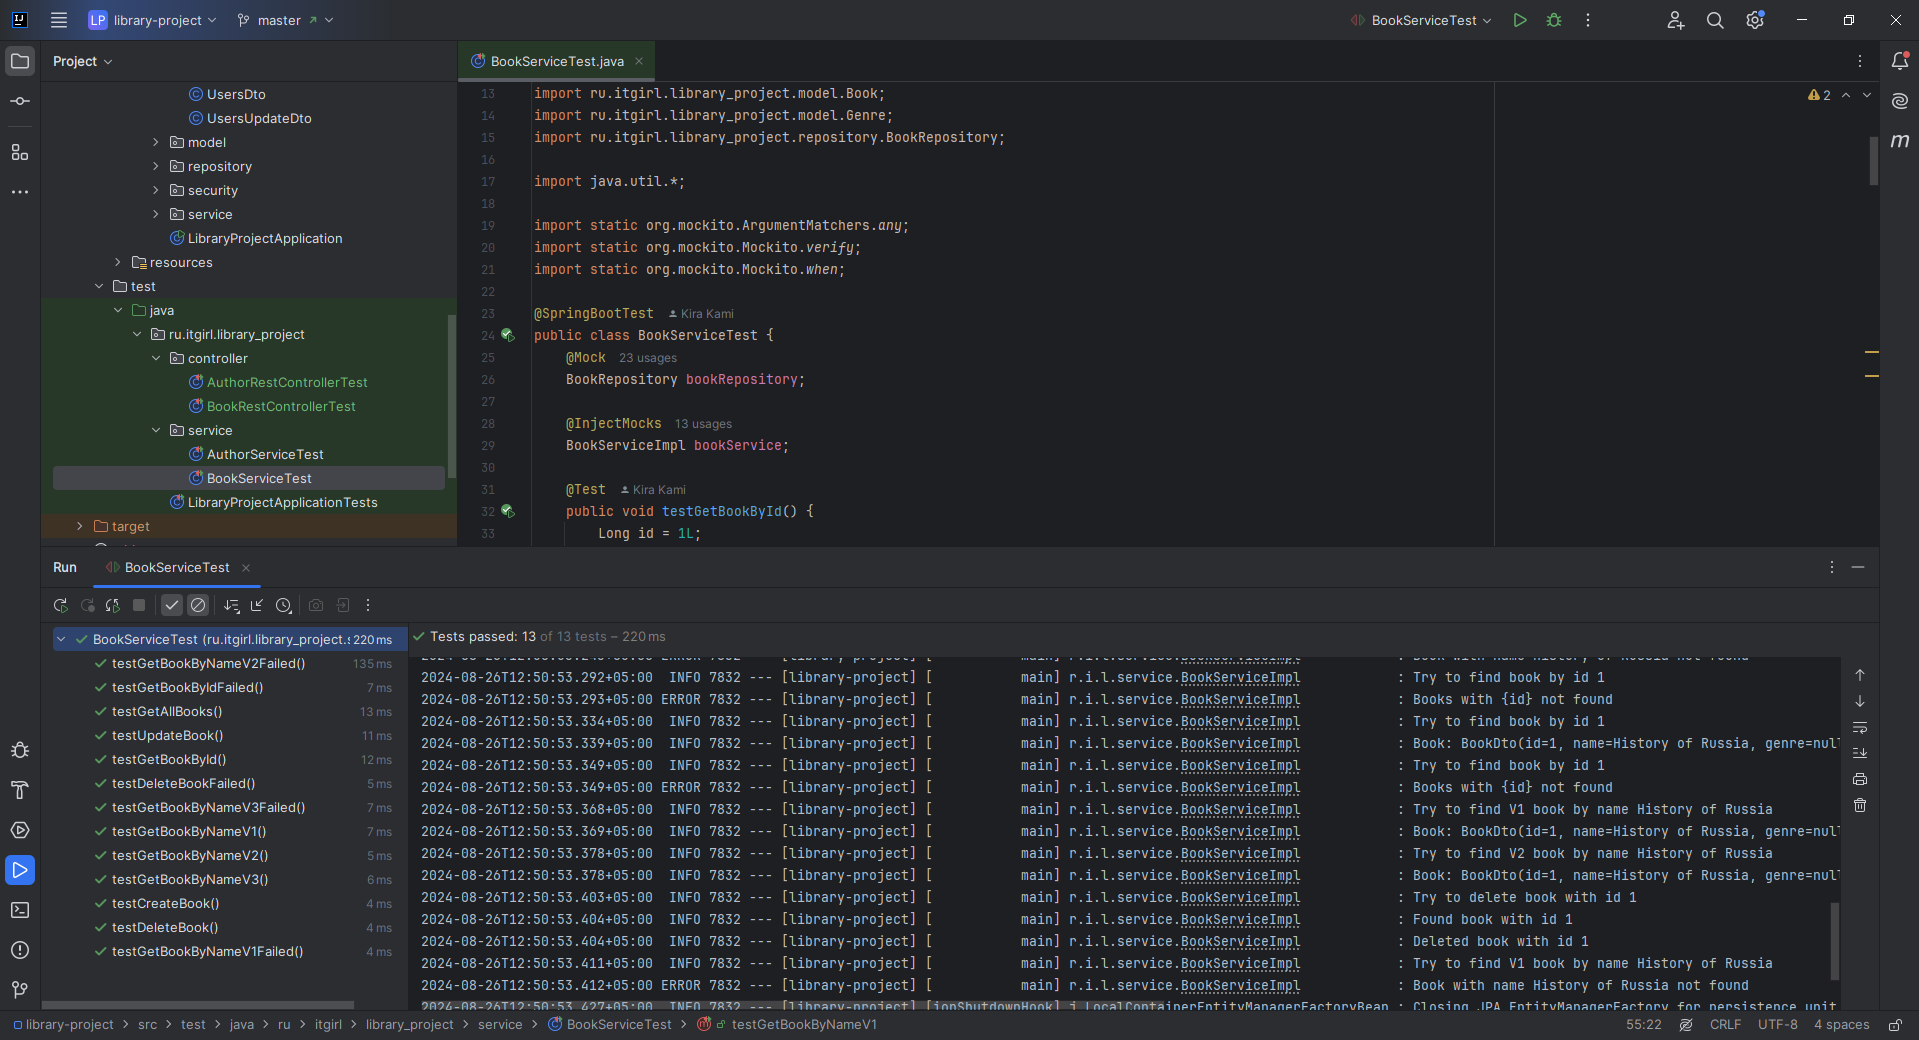 LP library-project master BookServiceTest
Project
UsersDto
UsersUpdateDto
model
repository
security
service
LibraryProjectApplication
resources
test
java
ru.itgirl.library_project
controller
AuthorRestControllerTest
BookRestControllerTest
service
AuthorServiceTest
BookServiceTest
LibraryProjectApplicationTests
target
BookServiceTest.java
2
13 import ru.itgirl.library_project.model.Book;
14 import ru.itgirl.library_project.model.Genre;
15 import ru.itgirl.library_project.repository.BookRepository;
16
17 import java.util.*;
18
19 import static org.mockito.ArgumentMatchers.any;
20 import static org.mockito.Mockito.verify;
21 import static org.mockito.Mockito.when;
22
23 @SpringBootTest Kira Kami
24 public class BookServiceTest {
25 @Mock 23 usages
26 BookRepository bookRepository;
27
28 @InjectMocks 13 usages
29 BookServiceImpl bookService;
30
31 @Test Kira Kami
32 public void testGetBookById() {
33 Long id = 1L;
m
Run BookServiceTest
BookServiceTest (ru.itgirl.library_project.s 220 ms
testGetBookByNameV2Failed() 135 ms
testGetBookByIdFailed() 7 ms
testGetAllBooks() 13 ms
testUpdateBook() 11 ms
testGetBookById() 12 ms
testDeleteBookFailed() 5 ms
testGetBookByNameV3Failed() 7 ms
testGetBookByNameV1() 7 ms
testGetBookByNameV2() 5 ms
testGetBookByNameV3() 6 ms
testCreateBook() 4 ms
testDeleteBook() 4 ms
testGetBookByNameV1Failed() 4 ms
Tests passed: 13 of 13 tests – 220 ms
ERROR 7832 --- [library-project] [ main] r.i.l.service.BookServiceImpl : Book with name History of Russia not found
2024-08-26T12:50:53.292+05:00 INFO 7832 --- [library-project] [ main] r.i.l.service.BookServiceImpl : Try to find book by id 1
2024-08-26T12:50:53.293+05:00 ERROR 7832 --- [library-project] [ main] r.i.l.service.BookServiceImpl : Books with {id} not found
2024-08-26T12:50:53.334+05:00 INFO 7832 --- [library-project] [ main] r.i.l.service.BookServiceImpl : Try to find book by id 1
2024-08-26T12:50:53.339+05:00 INFO 7832 --- [library-project] [ main] r.i.l.service.BookServiceImpl : Book: BookDto(id=1, name=History of Russia, genre=null
2024-08-26T12:50:53.349+05:00 INFO 7832 --- [library-project] [ main] r.i.l.service.BookServiceImpl : Try to find book by id 1
2024-08-26T12:50:53.349+05:00 ERROR 7832 --- [library-project] [ main] r.i.l.service.BookServiceImpl : Books with {id} not found
2024-08-26T12:50:53.368+05:00 INFO 7832 --- [library-project] [ main] r.i.l.service.BookServiceImpl : Try to find V1 book by name History of Russia
2024-08-26T12:50:53.369+05:00 INFO 7832 --- [library-project] [ main] r.i.l.service.BookServiceImpl : Book: BookDto(id=1, name=History of Russia, genre=null
2024-08-26T12:50:53.378+05:00 INFO 7832 --- [library-project] [ main] r.i.l.service.BookServiceImpl : Try to find V2 book by name History of Russia
2024-08-26T12:50:53.378+05:00 INFO 7832 --- [library-project] [ main] r.i.l.service.BookServiceImpl : Book: BookDto(id=1, name=History of Russia, genre=null
2024-08-26T12:50:53.403+05:00 INFO 7832 --- [library-project] [ main] r.i.l.service.BookServiceImpl : Try to delete book with id 1
2024-08-26T12:50:53.404+05:00 INFO 7832 --- [library-project] [ main] r.i.l.service.BookServiceImpl : Found book with id 1
2024-08-26T12:50:53.404+05:00 INFO 7832 --- [library-project] [ main] r.i.l.service.BookServiceImpl : Deleted book with id 1
2024-08-26T12:50:53.411+05:00 INFO 7832 --- [library-project] [ main] r.i.l.service.BookServiceImpl : Try to find V1 book by name History of Russia
2024-08-26T12:50:53.412+05:00 ERROR 7832 --- [library-project] [ main] r.i.l.service.BookServiceImpl : Book with name History of Russia not found
2024-08-26T12:50:53.427+05:00 INFO 7832 --- [library-project] [ionShutdownHook] j.LocalContainerEntityManagerFactoryBean : Closing JPA EntityManagerFactory for persistence unit
library-project > src > test > java > ru > itgirl > library_project > service > BookServiceTest > testGetBookByNameV1 55:22 CRLF UTF-8 4 spaces